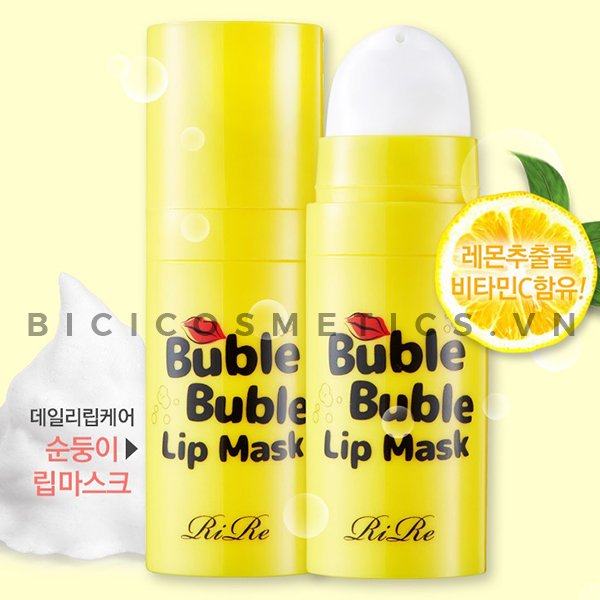 레몬추출물
비타민C함유!
BICICOSMETICS.VN
Buble
Buble
Lip Mask
RiRe
Buble
Buble
Lip Mask
RiRe
데일리립케어
순둥이
립마스크